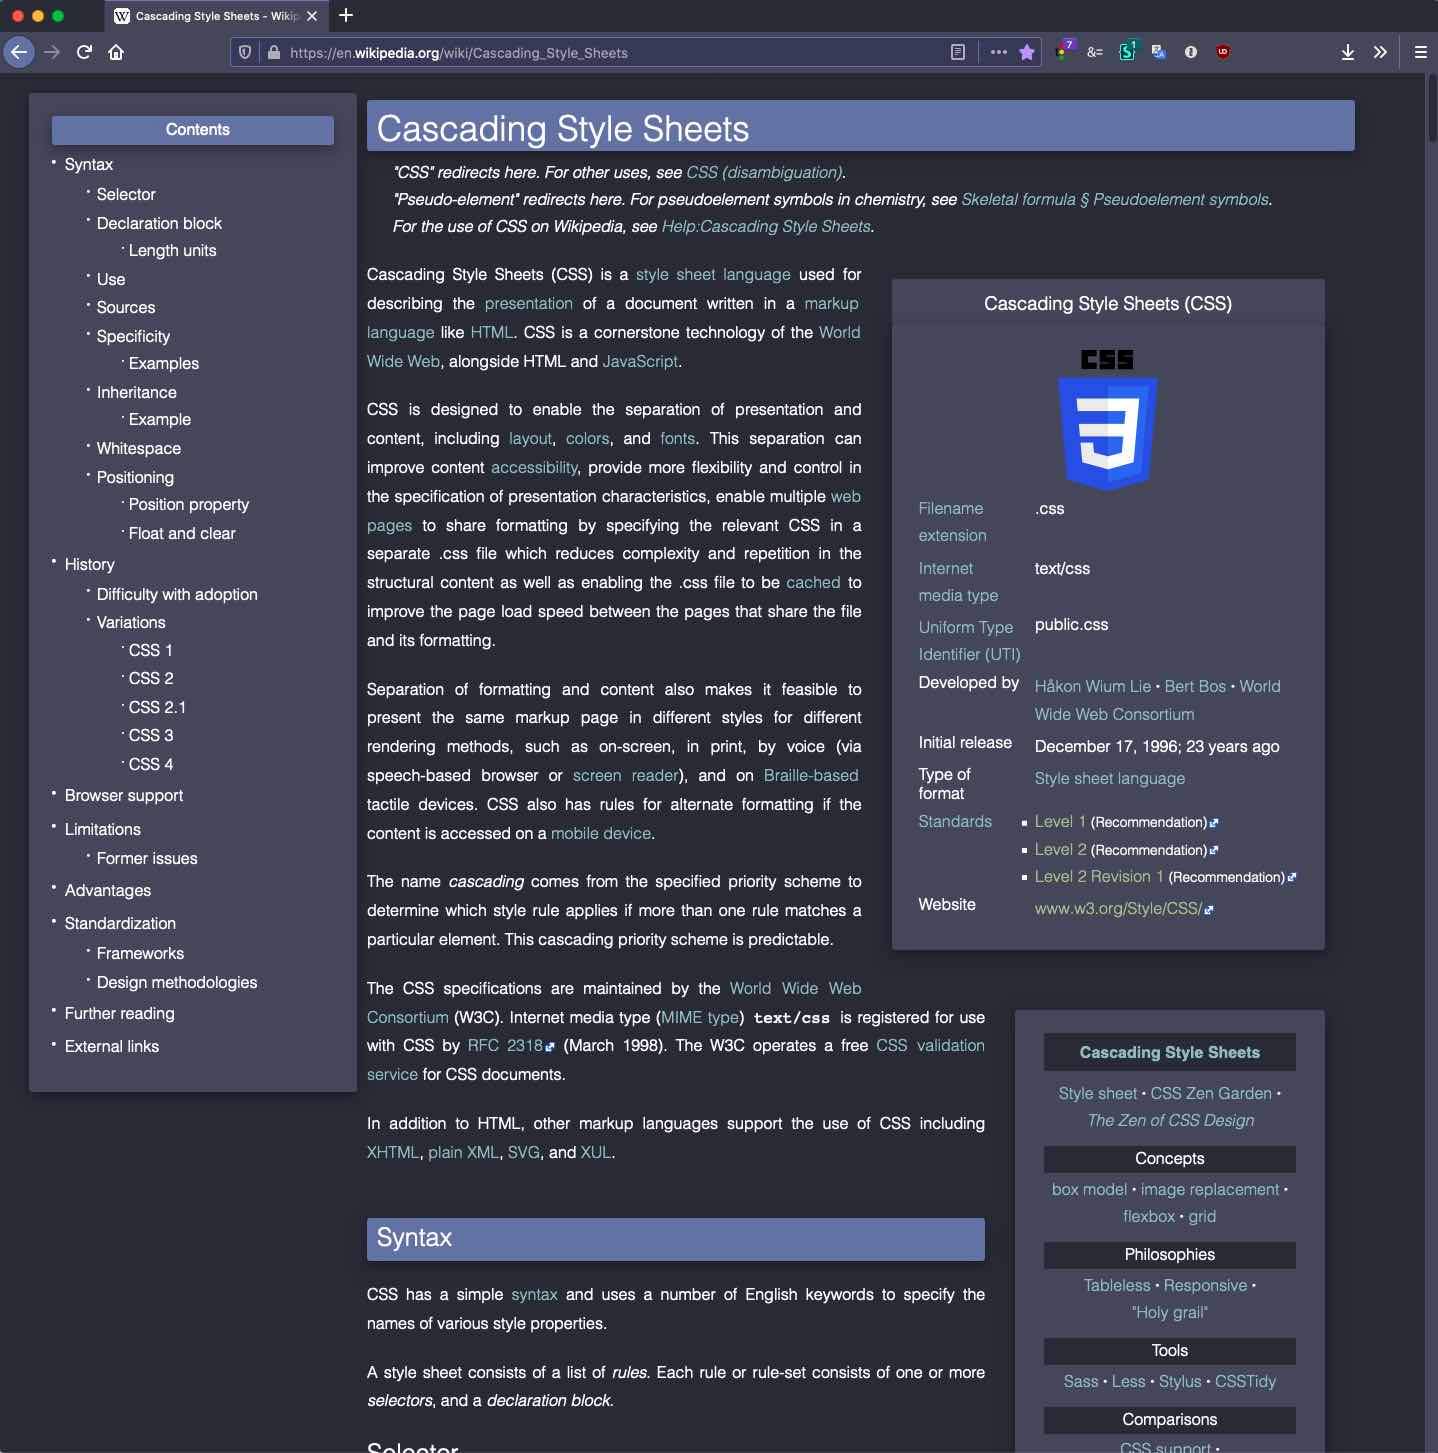 Cascading Style Sheets - Wikip
https://en.wikipedia.org/wiki/Cascading_Style_Sheets
7
&=
1
Contents
Syntax
Selector
Declaration block
Length units
Use
Sources
Specificity
Examples
Inheritance
Example
Whitespace
Positioning
Position property
Float and clear
History
Difficulty with adoption
Variations
CSS 1
CSS 2
CSS 2.1
CSS 3
CSS 4
Browser support
Limitations
Former issues
Advantages
Standardization
Frameworks
Design methodologies
Further reading
External links
Cascading Style Sheets
"CSS" redirects here. For other uses, see CSS (disambiguation).
"Pseudo-element" redirects here. For pseudoelement symbols in chemistry, see Skeletal formula § Pseudoelement symbols.
For the use of CSS on Wikipedia, see Help:Cascading Style Sheets.
Cascading Style Sheets (CSS) is a style sheet language used for
describing the presentation of a document written in a markup
language like HTML. CSS is a cornerstone technology of the World
Wide Web, alongside HTML and JavaScript.
CSS is designed to enable the separation of presentation and
content, including layout, colors, and fonts. This separation can
improve content accessibility, provide more flexibility and control in
the specification of presentation characteristics, enable multiple web
pages to share formatting by specifying the relevant CSS in a
separate .css file which reduces complexity and repetition in the
structural content as well as enabling the .css file to be cached to
improve the page load speed between the pages that share the file
and its formatting.
Separation of formatting and content also makes it feasible to
present the same markup page in different styles for different
rendering methods, such as on-screen, in print, by voice (via
speech-based browser or screen reader), and on Braille-based
tactile devices. CSS also has rules for alternate formatting if the
content is accessed on a mobile device.
The name cascading comes from the specified priority scheme to
determine which style rule applies if more than one rule matches a
particular element. This cascading priority scheme is predictable.
The CSS specifications are maintained by the World Wide Web
Consortium (W3C). Internet media type (MIME type) text/css is registered for use
with CSS by RFC 2318 (March 1998). The W3C operates a free CSS validation
service for CSS documents.
In addition to HTML, other markup languages support the use of CSS including
XHTML, plain XML, SVG, and XUL.
Syntax
CSS has a simple syntax and uses a number of English keywords to specify the
names of various style properties.
A style sheet consists of a list of rules. Each rule or rule-set consists of one or more
selectors, and a declaration block.
Selector
Cascading Style Sheets (CSS)
CSS
3
Filename extension .css
Internet media type text/css
Uniform Type Identifier (UTI) public.css
Developed by Håkon Wium Lie • Bert Bos • World
Wide Web Consortium
Initial release December 17, 1996; 23 years ago
Type of format Style sheet language
Standards Level 1 (Recommendation)
Level 2 (Recommendation)
Level 2 Revision 1 (Recommendation)
Website www.w3.org/Style/CSS/
Cascading Style Sheets
Style sheet • CSS Zen Garden •
The Zen of CSS Design
Concepts
box model • image replacement •
flexbox • grid
Philosophies
Tableless • Responsive •
"Holy grail"
Tools
Sass • Less • Stylus • CSSTidy
Comparisons
CSS support •